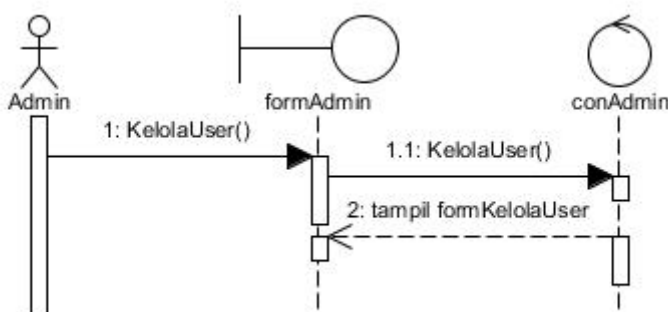 Admin
formAdmin
conAdmin
1: KelolaUser()
1.1: KelolaUser()
2: tampil formKelolaUser